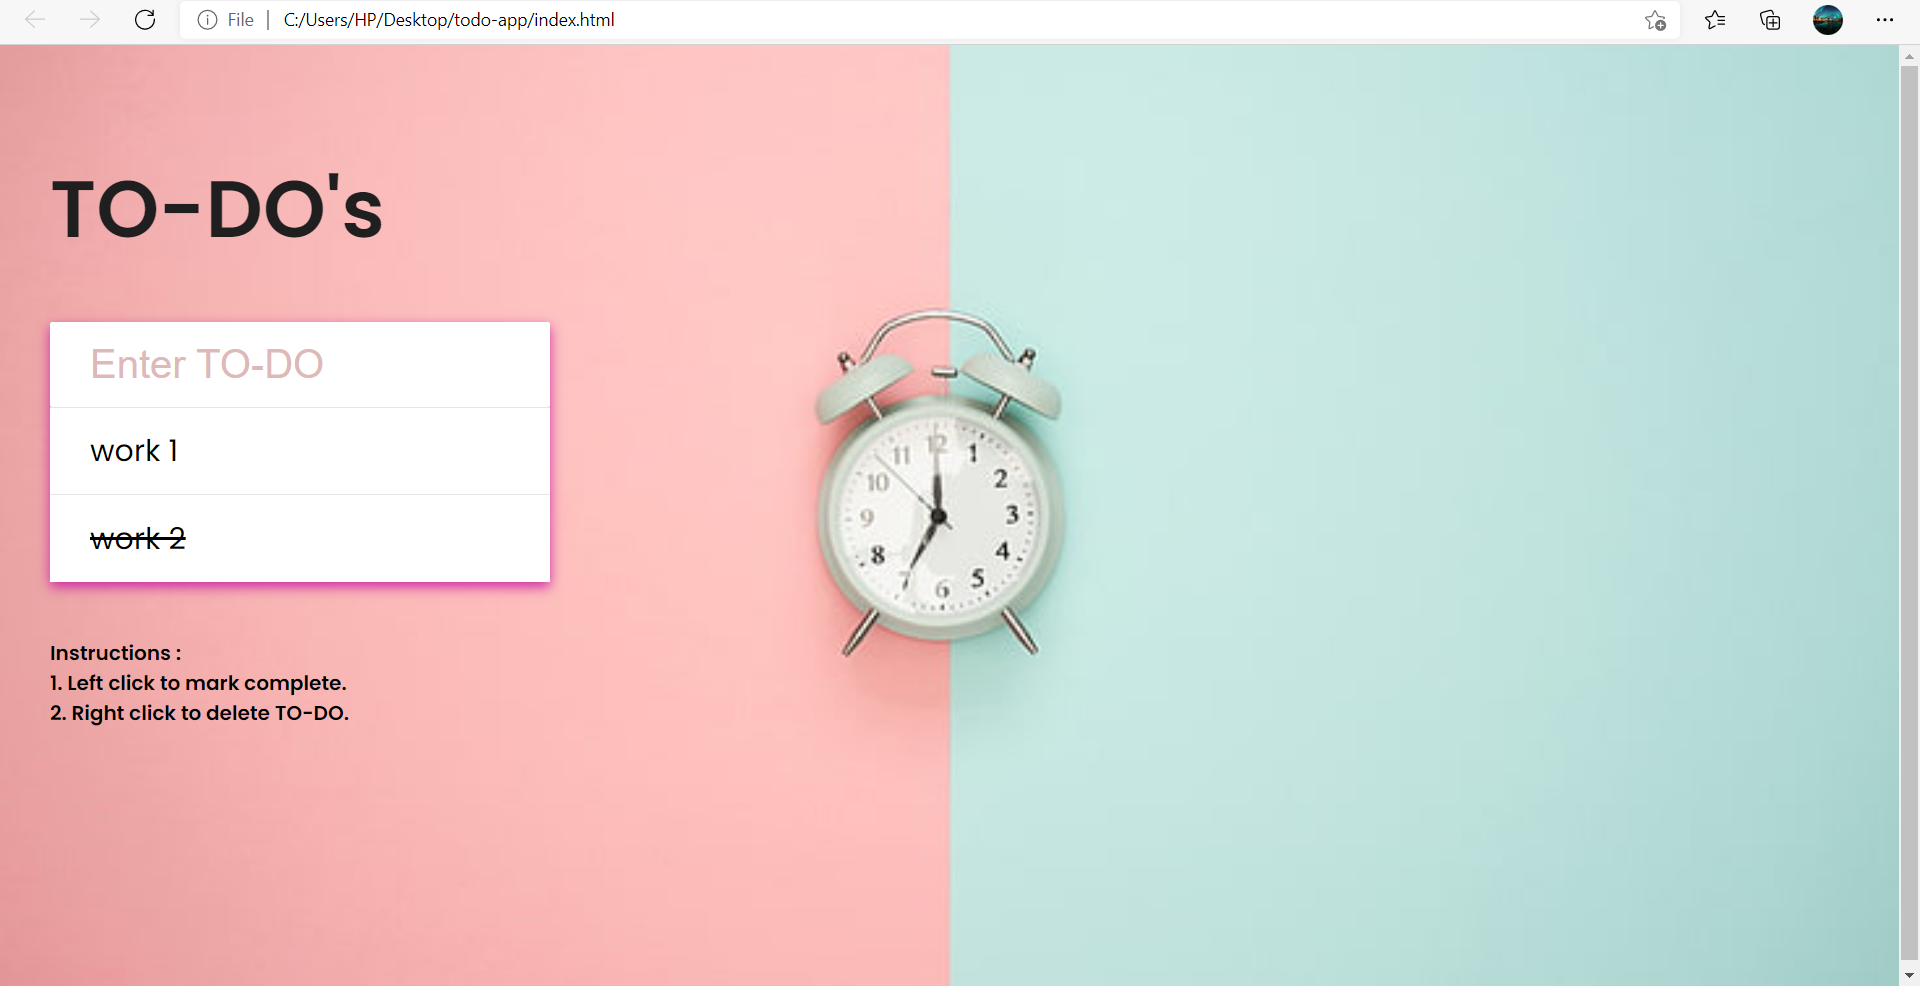 File | C:/Users/HP/Desktop/todo-app/index.html
TO-DO's
Enter TO-DO
work 1
work 2
Instructions :
1. Left click to mark complete.
2. Right click to delete TO-DO.
12
11 1
10 2
9 3
8 4
7 5
6